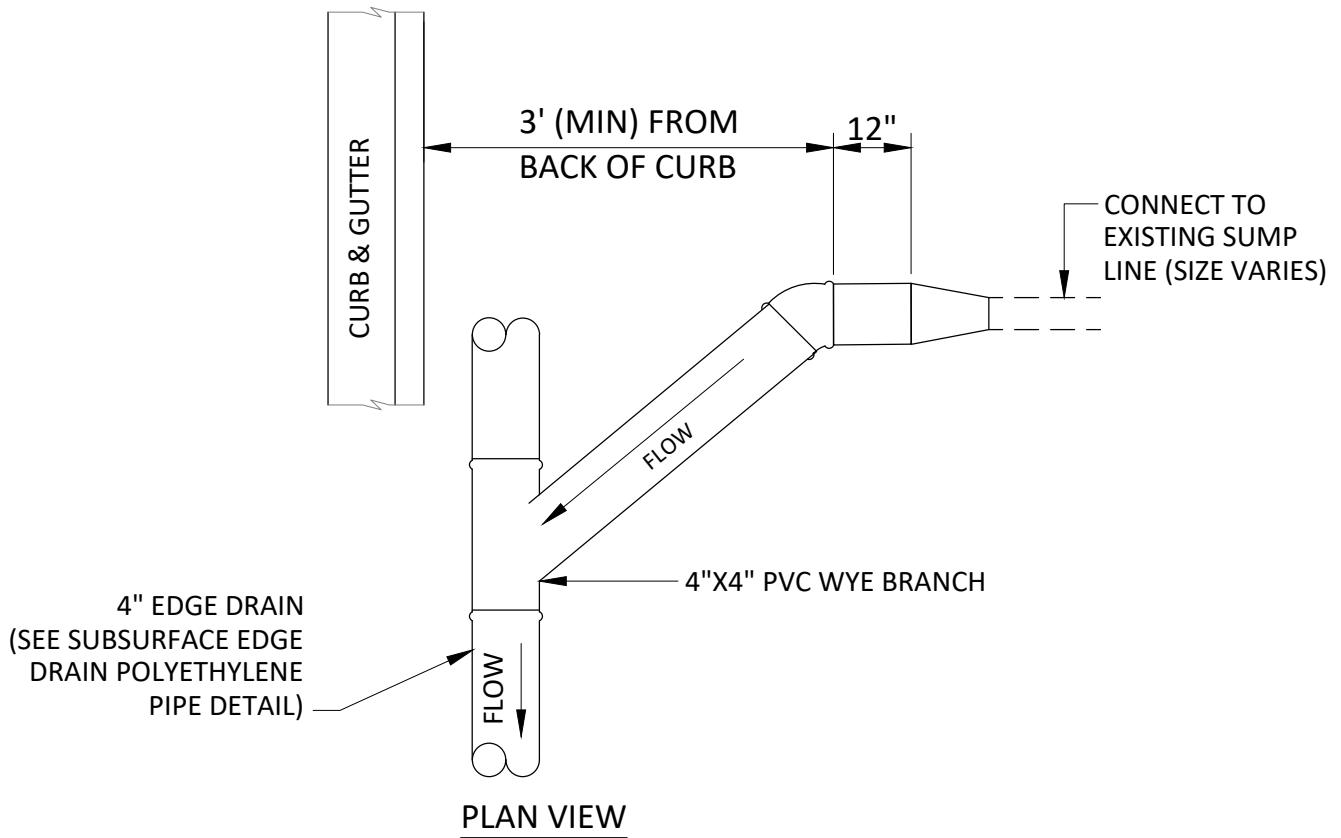 3' (MIN) FROM
BACK OF CURB
12"
CURB & GUTTER
CONNECT TO
EXISTING SUMP
LINE (SIZE VARIES)
FLOW
4"X4" PVC WYE BRANCH
4" EDGE DRAIN
(SEE SUBSURFACE EDGE
DRAIN POLYETHYLENE
PIPE DETAIL)
FLOW
PLAN VIEW